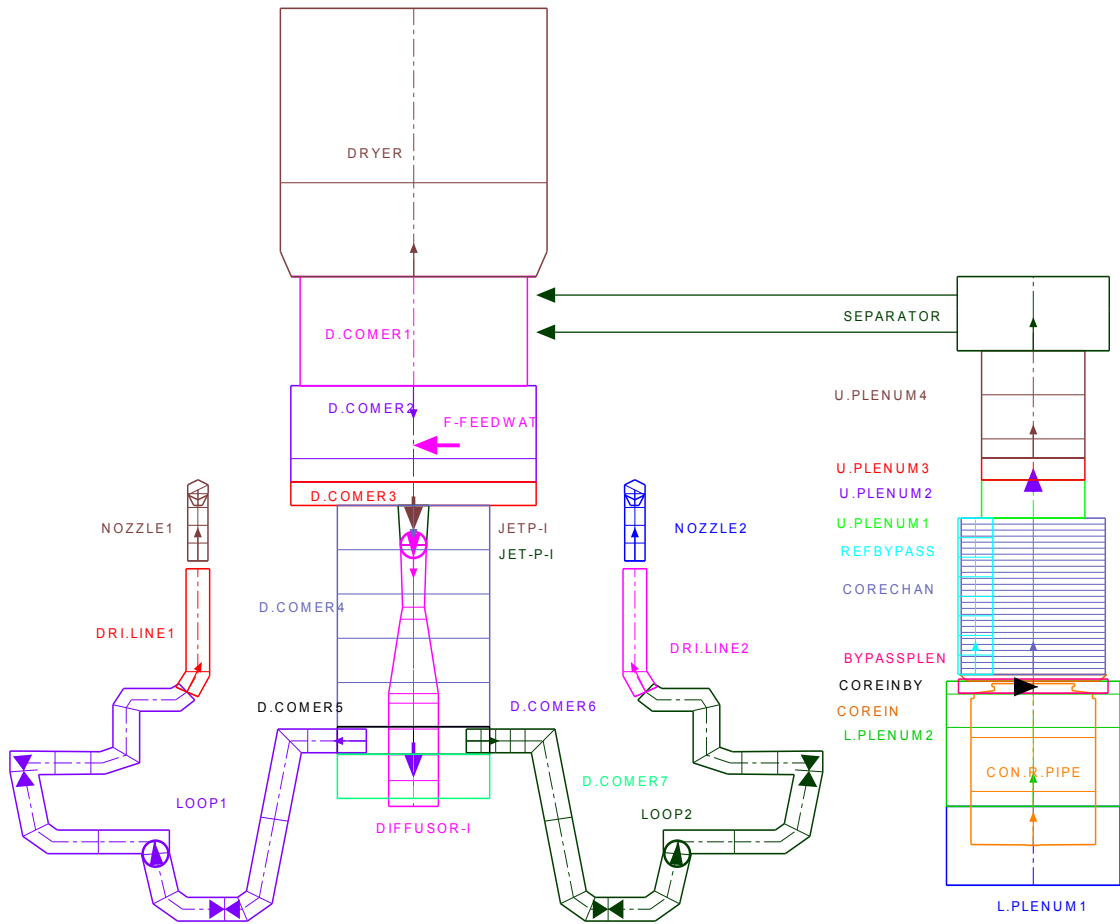 DRYER
SEPARATOR
D.COMER1
U.PLENUM4
D.COMER2
F-FEEDWAT
U.PLENUM3
D.COMER3
U.PLENUM2
NOZZLE1
JETP-I
NOZZLE2
U.PLENUM1
JET-P-I
REFBYPASS
CORECHAN
D.COMER4
DRI.LINE1
DRI.LINE2
BYPASSPLEN
COREINBY
D.COMER5
D.COMER6
COREIN
L.PLENUM2
CON.R.PIPE
D.COMER7
LOOP1
LOOP2
DIFFUSOR-I
L.PLENUM1